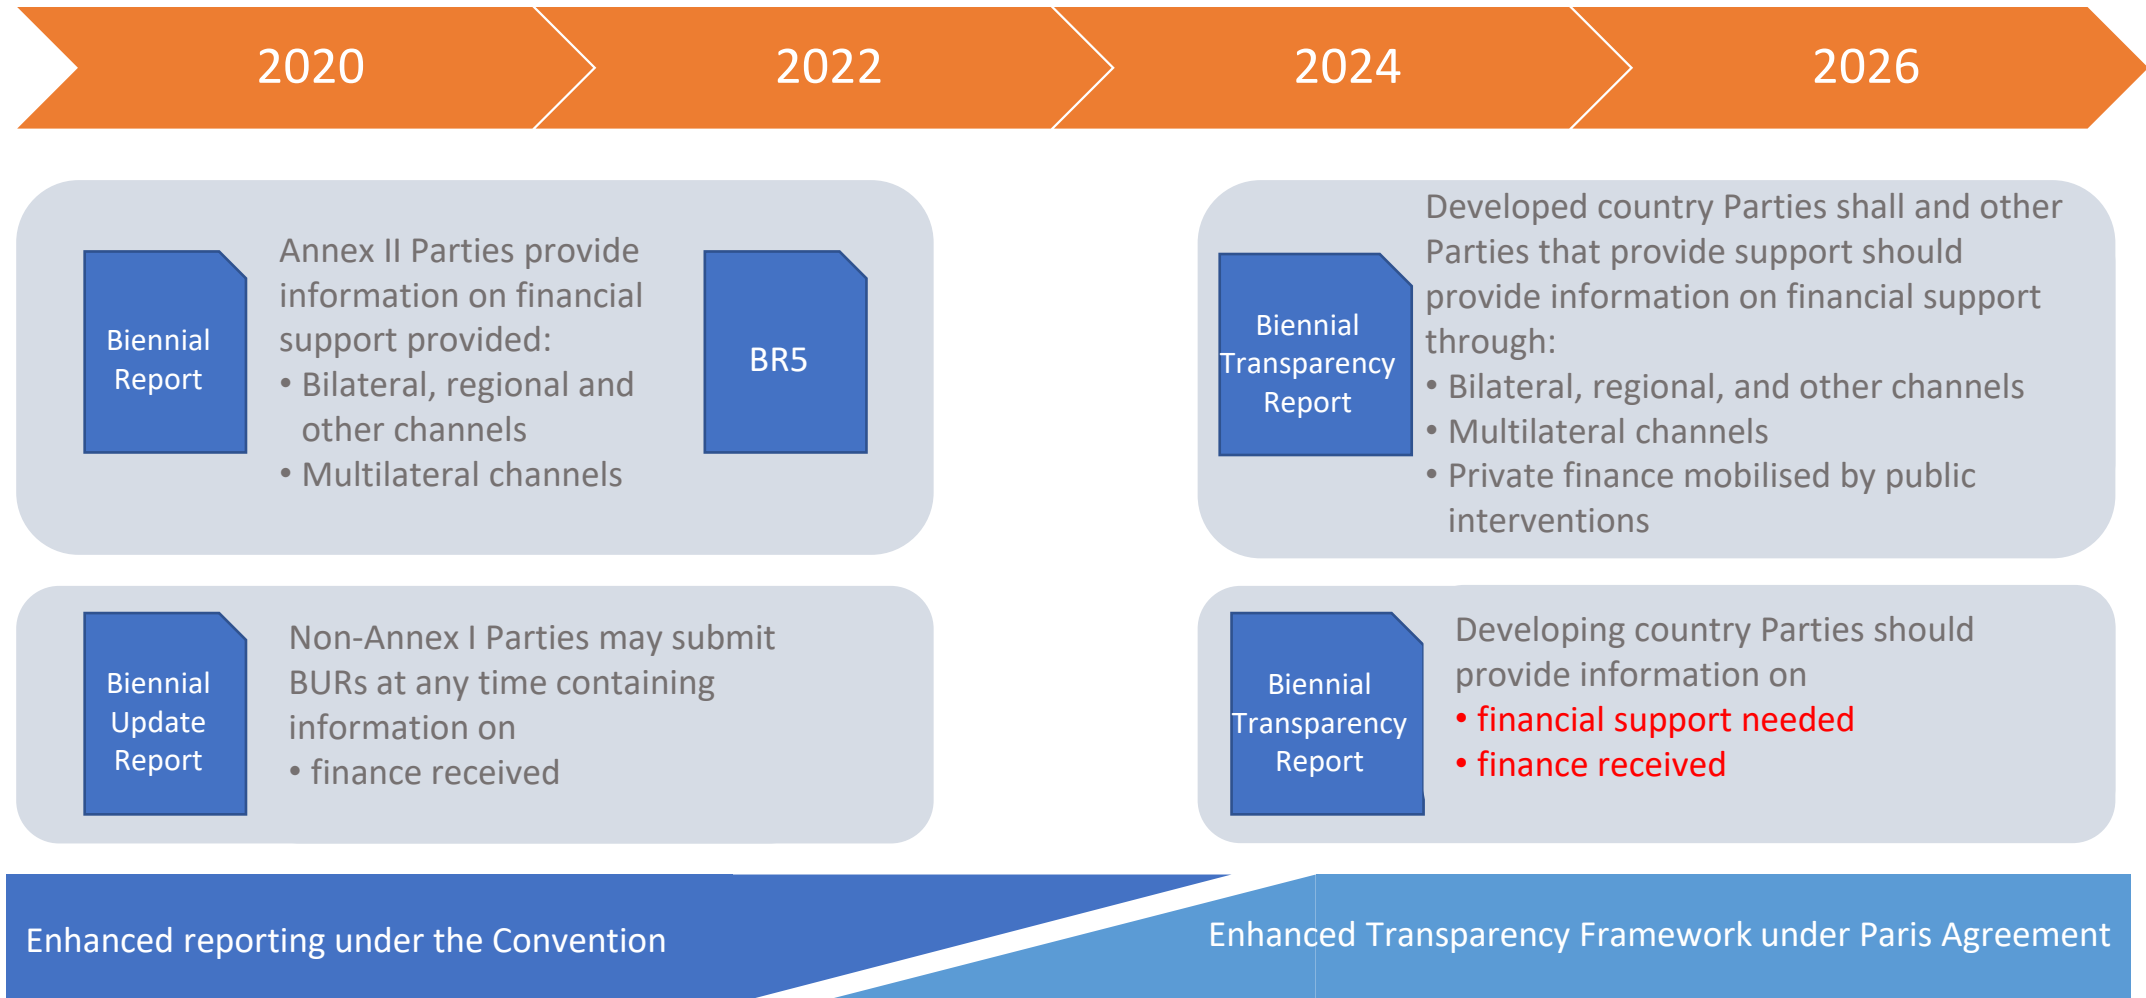 2020
2022
2024
2026
Biennial
Report
Annex II Parties provide
information on financial
support provided:
• Bilateral, regional and
other channels
• Multilateral channels
BR5
Biennial
Transparency
Report
Developed country Parties shall and other
Parties that provide support should
provide information on financial support
through:
• Bilateral, regional, and other channels
• Multilateral channels
• Private finance mobilised by public
interventions
Biennial
Update
Report
Non-Annex I Parties may submit
BURs at any time containing
information on
• finance received
Biennial
Transparency
Report
Developing country Parties should
provide information on
• financial support needed
• finance received
Enhanced reporting under the Convention
Enhanced Transparency Framework under Paris Agreement